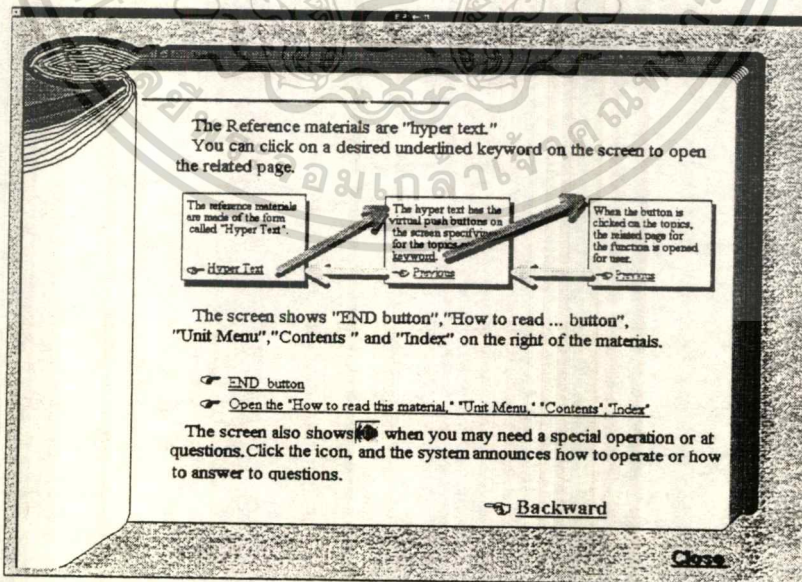 The Reference materials are "hyper text."
You can click on a desired underlined keyword on the screen to open
the related page.
The reference materials
are made of the form
called "Hyper Text".
Hyper Text
The hyper text has the
virtual push buttons on
the screen specifying
for the topics
keyword.
Previous
When the button is
clicked on the topics,
the related page for
the function is opened
for user.
Previous
The screen shows "END button","How to read ... button",
"Unit Menu","Contents " and "Index" on the right of the materials.
END button
Open the "How to read this material," "Unit Menu," "Contents" "Index"
The screen also shows when you may need a special operation or at
questions. Click the icon, and the system announces how to operate or how
to answer to questions.
Backward
Close